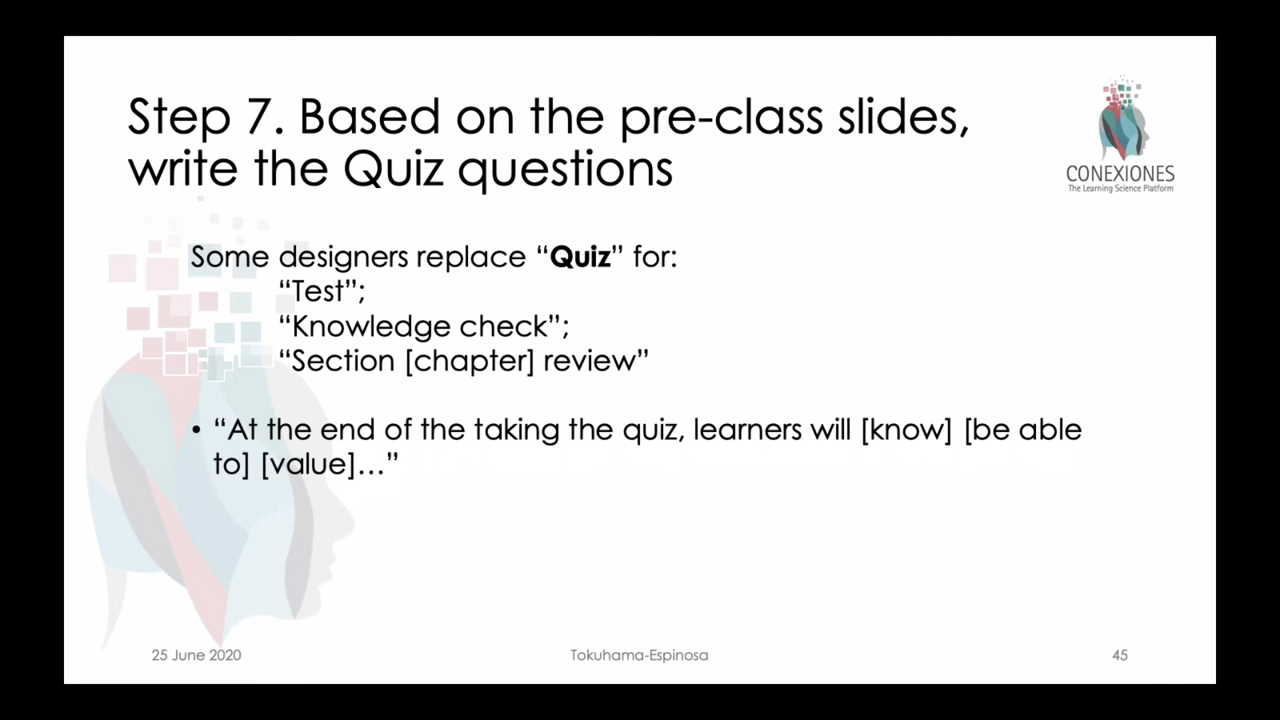 Step 7. Based on the pre-class slides,
write the Quiz questions
CONEXIONES
The Learning Science Platform
Some designers replace “Quiz” for:
“Test”;
“Knowledge check”;
“Section [chapter] review”
• “At the end of the taking the quiz, learners will [know] [be able
to] [value]…”
25 June 2020
Tokuhama-Espinosa
45